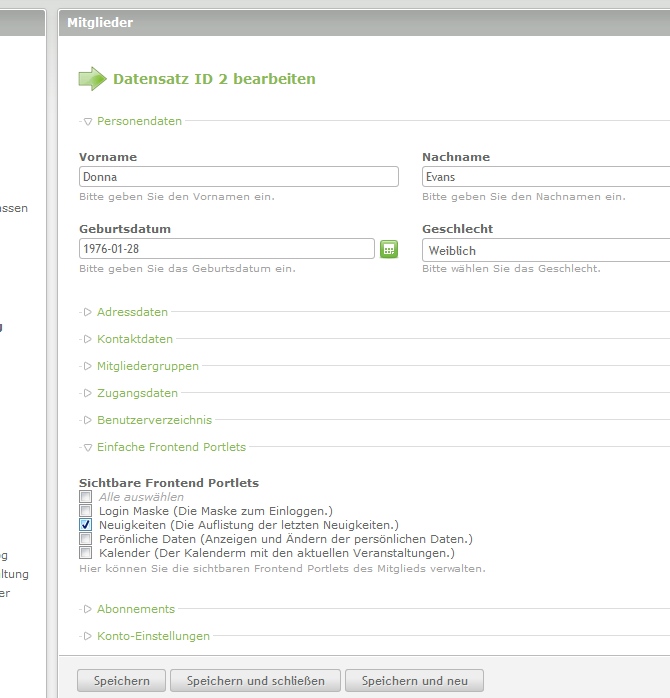 Mitglieder
Datensatz ID 2 bearbeiten
Personendaten
Vorname Nachname
Donna Evans
Bitte geben Sie den Vornamen ein. Bitte geben Sie den Nachnamen ein.
assen
Geburtsdatum Geschlecht
1976-01-28 Weiblich
Bitte geben Sie das Geburtsdatum ein. Bitte wählen Sie das Geschlecht.
Adressdaten
g
Kontaktdaten
Mitgliedergruppen
Zugangsdaten
Benutzerverzeichnis
Einfache Frontend Portlets
Sichtbare Frontend Portlets
Alle auswählen
Login Maske (Die Maske zum Einloggen.)
Neuigkeiten (Die Auflistung der letzten Neuigkeiten.)
Perönliche Daten (Anzeigen und Ändern der persönlichen Daten.)
Kalender (Der Kalenderm mit den aktuellen Veranstaltungen.)
g
Hier können Sie die sichtbaren Frontend Portlets des Mitglieds verwalten.
ltung
er
Abonnements
Konto-Einstellungen
Speichern Speichern und schließen Speichern und neu